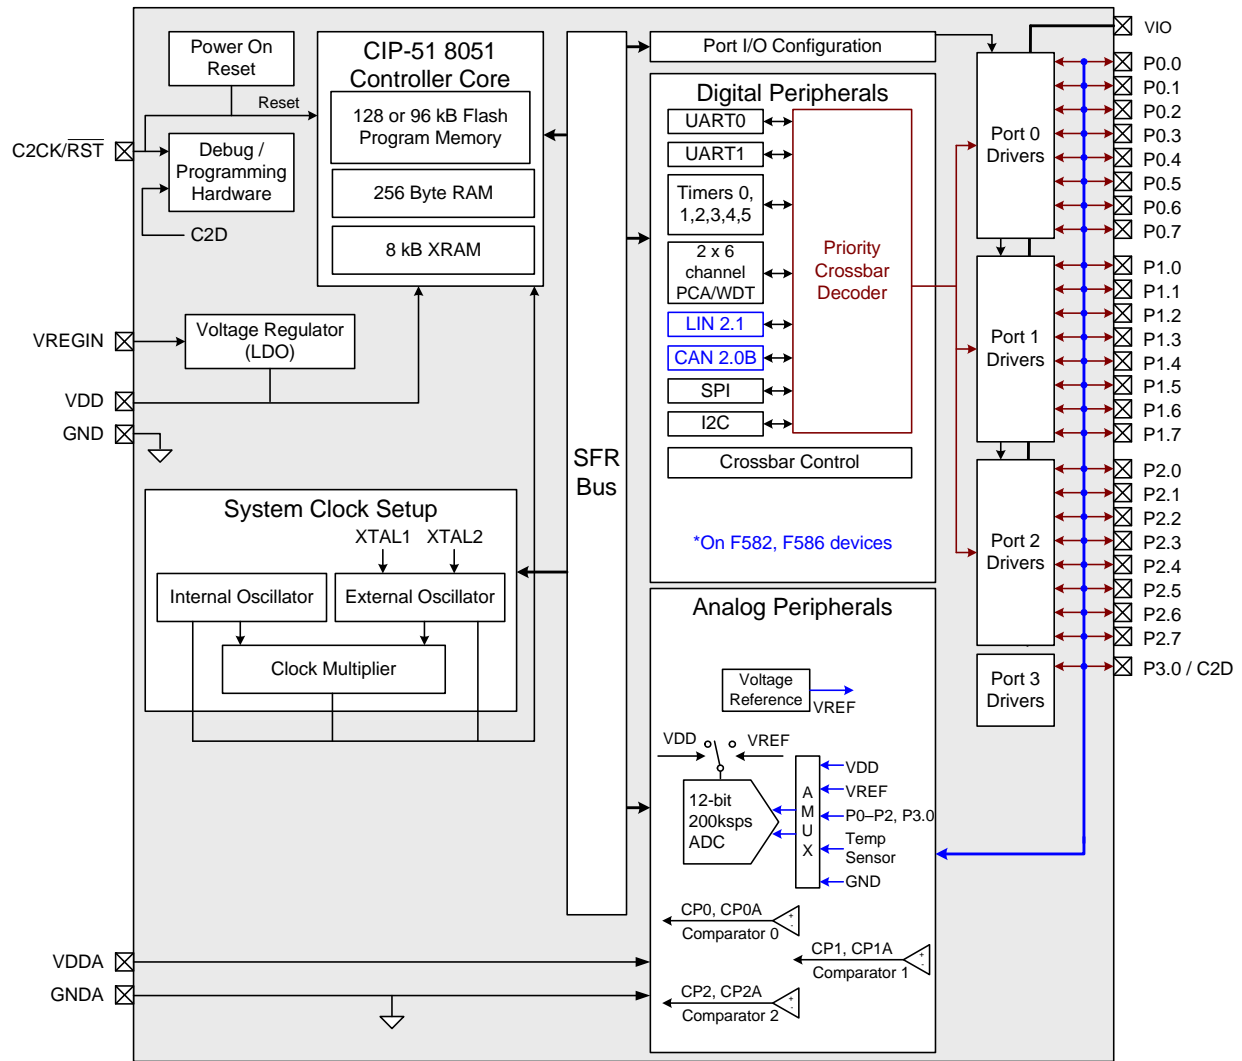 Power On
Reset
Reset
C2CK/RST
Debug /
Programming
Hardware
C2D
CIP-51 8051
Controller Core
128 or 96 kB Flash
Program Memory
256 Byte RAM
8 kB XRAM
VREGIN
Voltage Regulator
(LDO)
VDD
GND
System Clock Setup
XTAL1
XTAL2
Internal Oscillator
External Oscillator
Clock Multiplier
VDDA
GNDA
SFR
Bus
Port I/O Configuration
Digital Peripherals
UART0
UART1
Timers 0,
1,2,3,4,5
2 x 6
channel
PCA/WDT
LIN 2.1
CAN 2.0B
SPI
I2C
Priority
Crossbar
Decoder
Crossbar Control
*On F582, F586 devices
Analog Peripherals
Voltage
Reference
VREF
VDD
VREF
12-bit
200ksps
ADC
A
M
U
X
VDD
VREF
P0–P2, P3.0
Temp
Sensor
GND
CP0, CP0A
Comparator 0
+
-
CP1, CP1A
Comparator 1
+
-
CP2, CP2A
Comparator 2
+
-
Port 0
Drivers
Port 1
Drivers
Port 2
Drivers
Port 3
Drivers
VIO
P0.0
P0.1
P0.2
P0.3
P0.4
P0.5
P0.6
P0.7
P1.0
P1.1
P1.2
P1.3
P1.4
P1.5
P1.6
P1.7
P2.0
P2.1
P2.2
P2.3
P2.4
P2.5
P2.6
P2.7
P3.0 / C2D